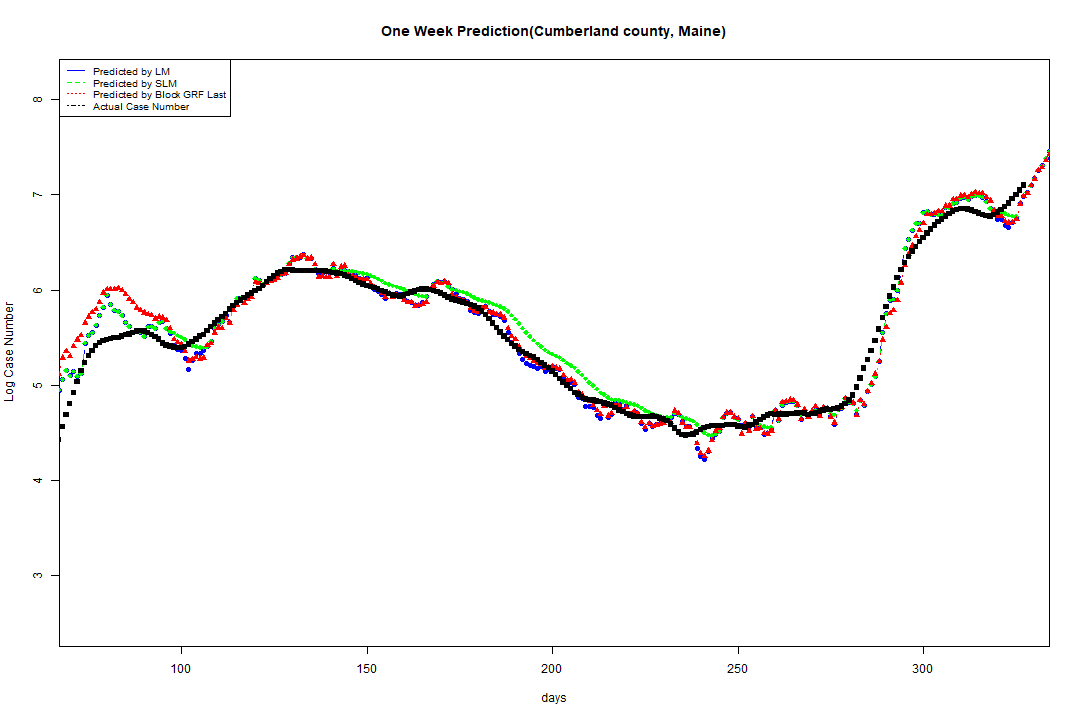 One Week Prediction(Cumberland county, Maine)
Predicted by LM
Predicted by SLM
Predicted by Block GRF Last
Actual Case Number
8
7
6
5
4
3
Log Case Number
100 150 200 250 300
days